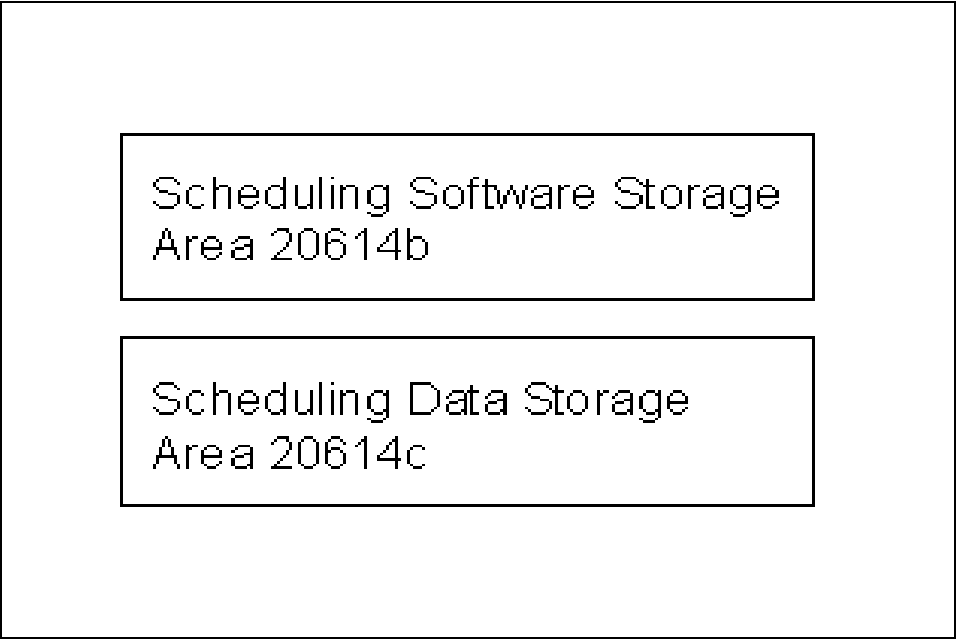 Scheduling Software Storage
Area 20614b
Scheduling Data Storage
Area 20614c